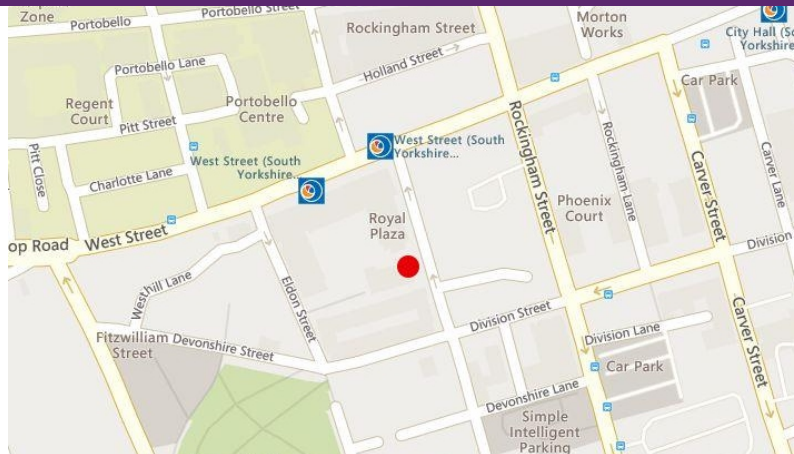 Zone
Portobello
Portobello Street
Rockingham Street
Morton
Works
City Hall (So
Yorkshire...
Portobello Lane
Holland Street
Car Park
Regent
Court
Portobello
Centre
Pitt Street
Pitt Close
Charlotte Lane
West Street (South
Yorkshire...
West Street (South
Yorkshire...
Rockingham Street
Rockingham Lane
Carver Street
Carver Lane
Phoenix
Court
Royal
Plaza
op Road
West Street
Westhill Lane
Eldon Street
Division
Division Street
Carver Street
Fitzwilliam
Street
Devonshire Street
Division Lane
Car Park
Devonshire Lane
Simple
Intelligent
Parking